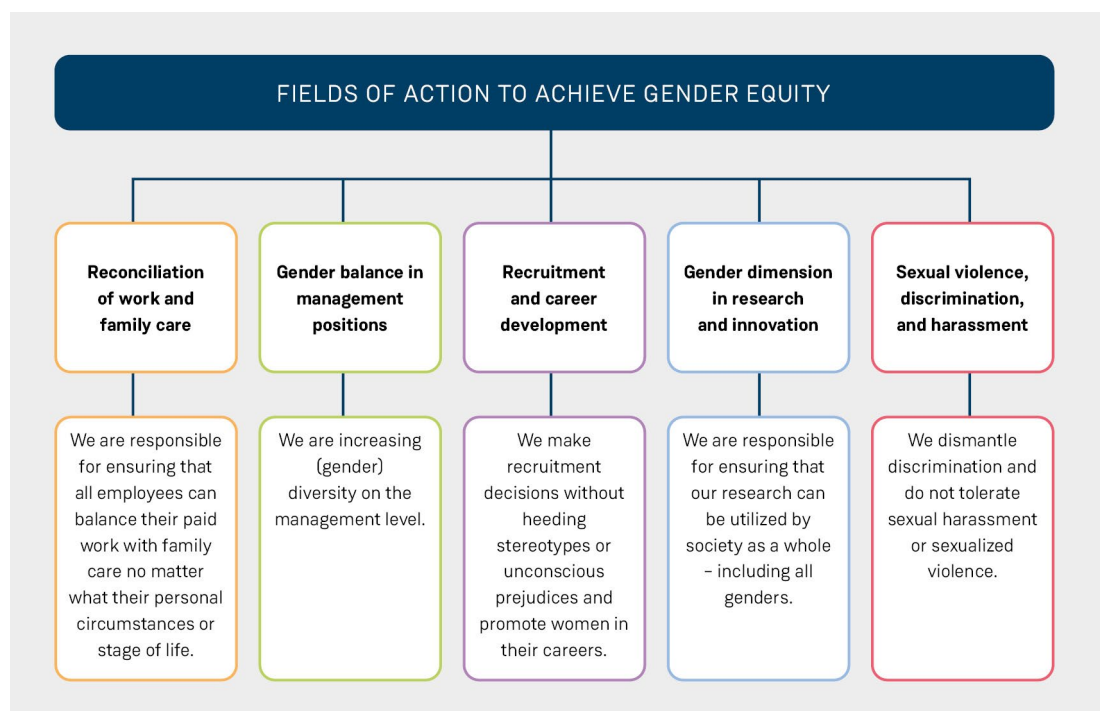 FIELDS OF ACTION TO ACHIEVE GENDER EQUITY
Reconciliation
of work and
family care
Gender balance in
management
positions
Recruitment
and career
development
Gender dimension
in research
and innovation
Sexual violence,
discrimination,
and harassment
We are responsible
for ensuring that
all employees can
balance their paid
work with family
care no matter
what their personal
circumstances or
stage of life.
We are increasing
(gender)
diversity on the
management level.
We make
recruitment
decisions without
heeding
stereotypes or
unconscious
prejudices and
promote women in
their careers.
We are responsible
for ensuring that
our research can
be utilized by
society as a whole
– including all
genders.
We dismantle
discrimination and
do not tolerate
sexual harassment
or sexualized
violence.